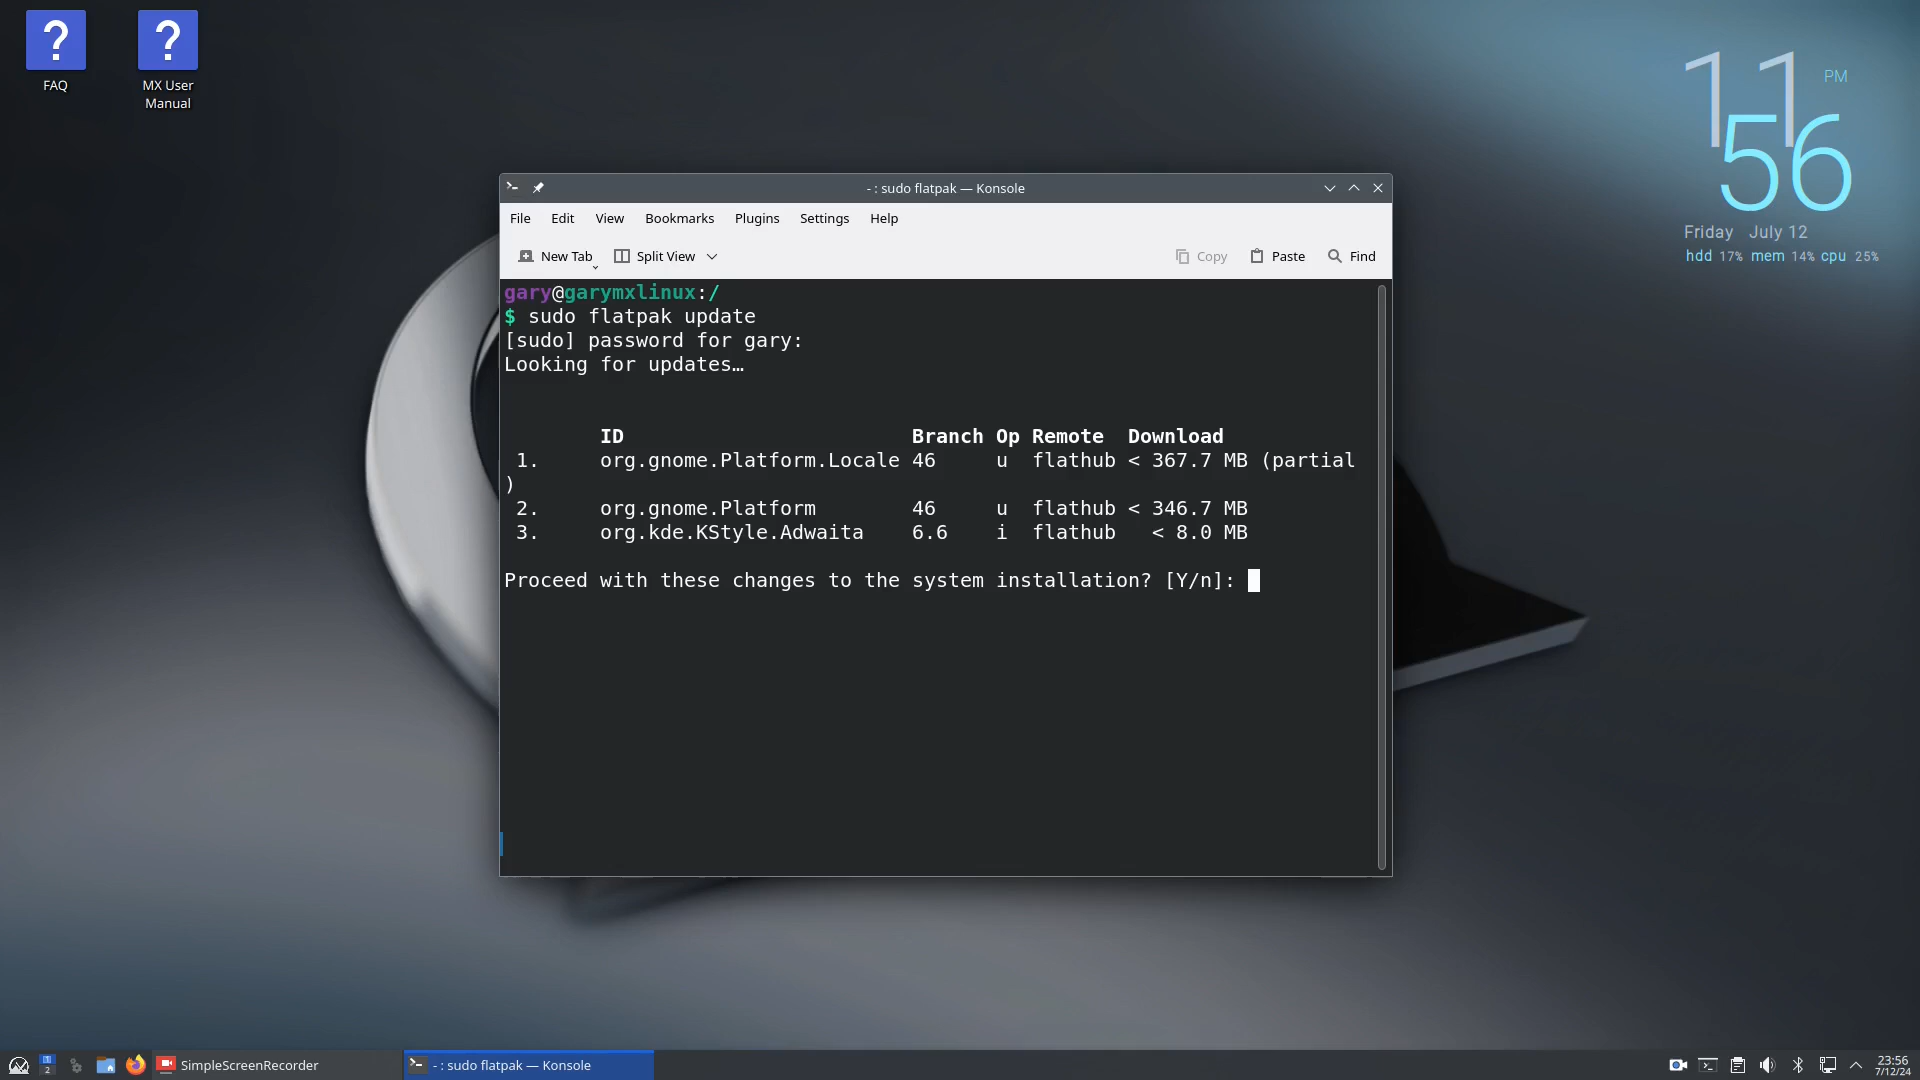 FAQ
MX User
Manual
11 PM
56
Friday July 12
hdd 17% mem 14% cpu 25%
- : sudo flatpak — Konsole
File Edit View Bookmarks Plugins Settings Help
New Tab Split View Copy Paste Find
gary@garymxlinux:/
$ sudo flatpak update
[sudo] password for gary:
Looking for updates…
ID Branch Op Remote Download
1. org.gnome.Platform.Locale 46 u flathub < 367.7 MB (partial
)
2. org.gnome.Platform 46 u flathub < 346.7 MB
3. org.kde.KStyle.Adwaita 6.6 i flathub < 8.0 MB
Proceed with these changes to the system installation? [Y/n]:
1
2
SimpleScreenRecorder
- : sudo flatpak — Konsole
23:56
7/12/24